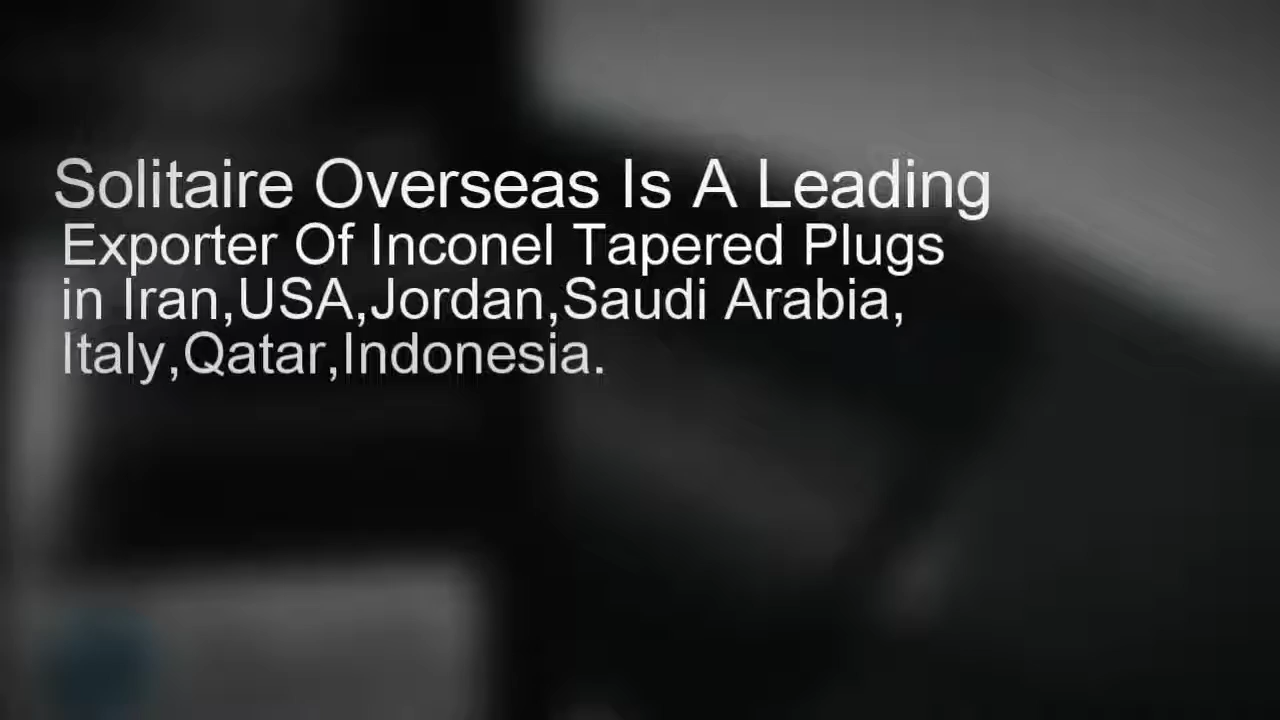 Solitaire Overseas Is A Leading
Exporter Of Inconel Tapered Plugs
in Iran,USA,Jordan,Saudi Arabia,
Italy,Qatar,Indonesia.